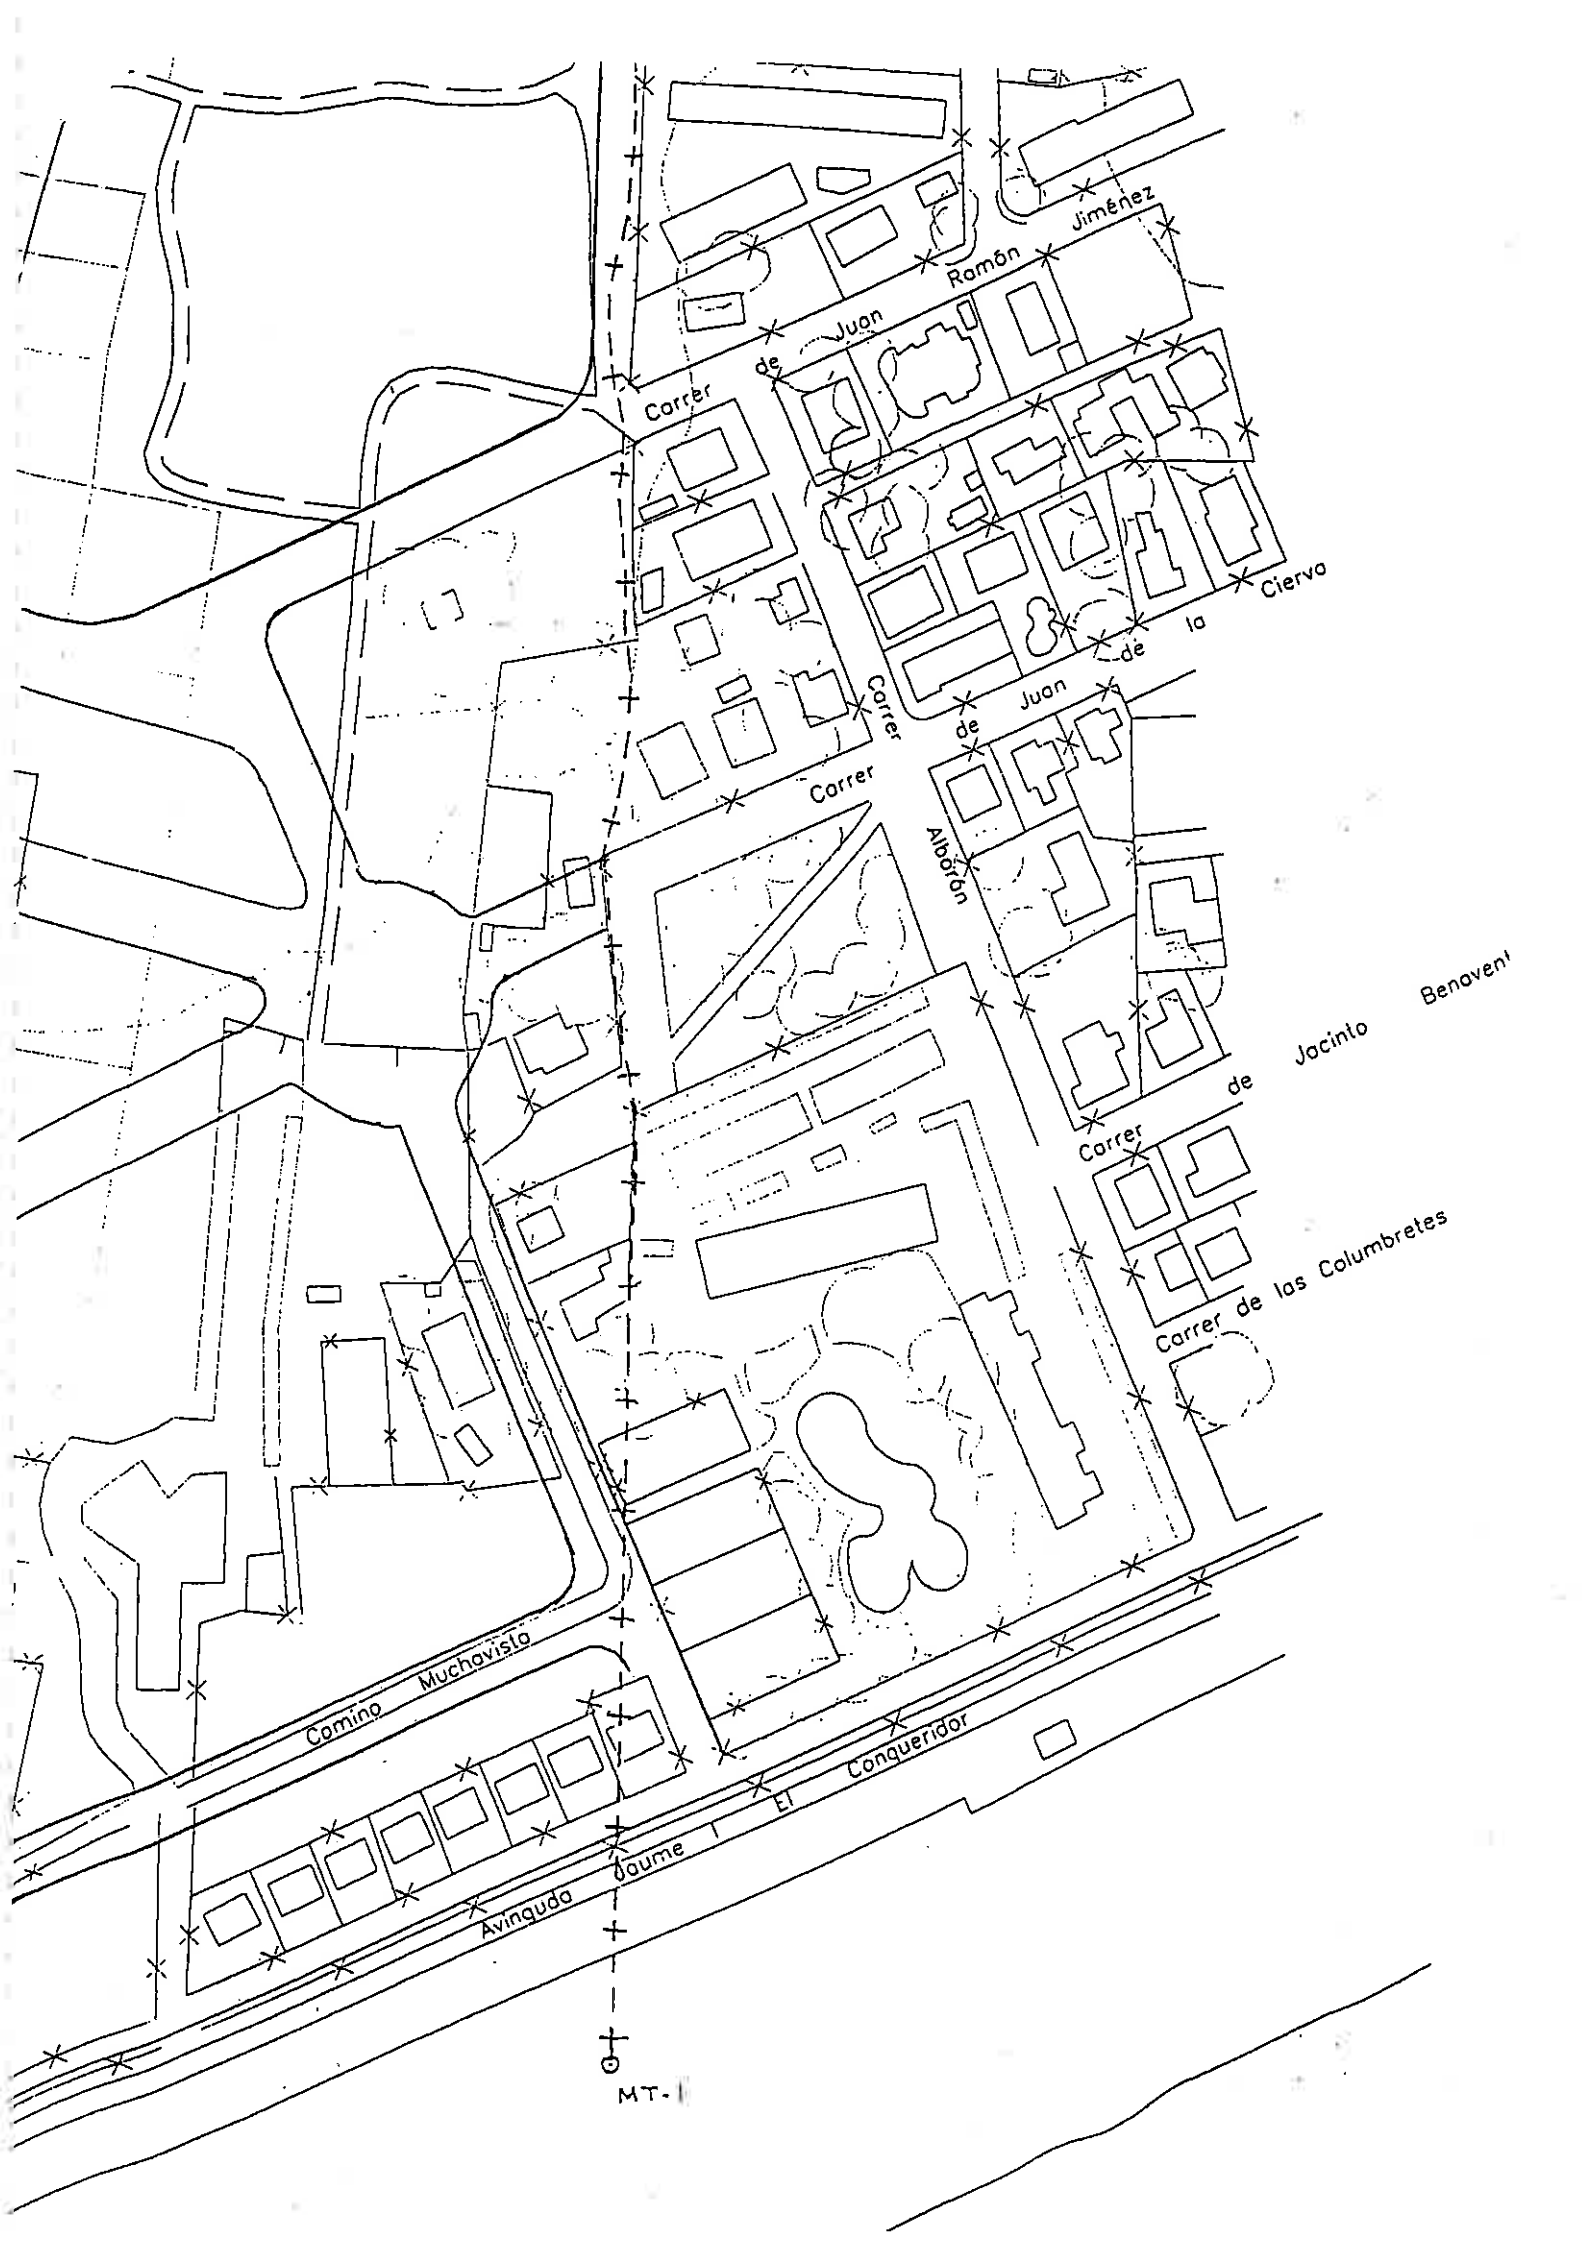 Carrer de Juan Ramón Jiménez
Carrer de Juan de la Cierva
Carrer Alborán
Carrer de Jacinto Benavent
Carrer de las Columbretes
Camino Muchavista
Avinguda Jaume I El Conqueridor
MT-1